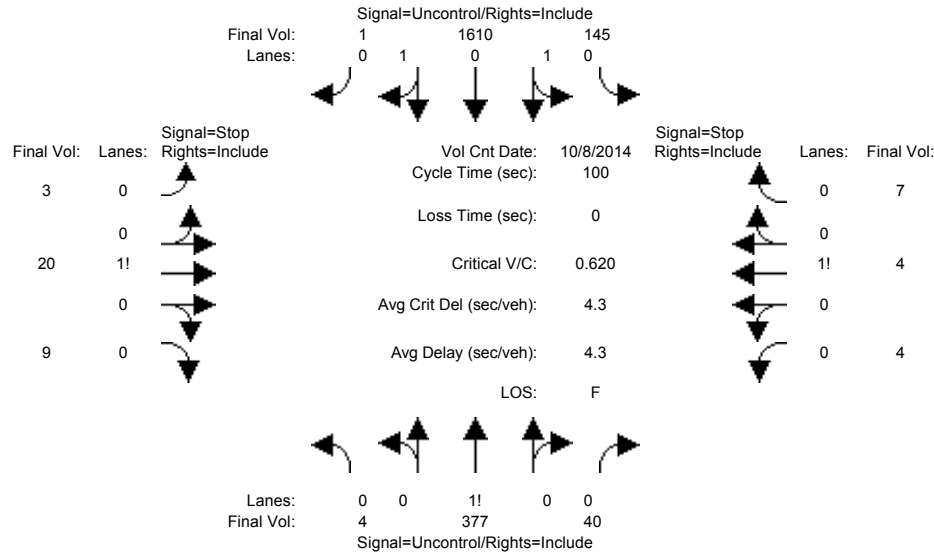 Signal=Uncontrol/Rights=Include
Final Vol: 1 1610 145
Lanes: 0 1 0 1 0
Signal=Stop Signal=Stop
Final Vol: Lanes: Rights=Include Vol Cnt Date: 10/8/2014 Rights=Include Lanes: Final Vol:
Cycle Time (sec): 100
3 0 0 7
Loss Time (sec): 0
0 0
20 1! Critical V/C: 0.620 1! 4
0 Avg Crit Del (sec/veh): 4.3 0
9 0 Avg Delay (sec/veh): 4.3 0 4
LOS: F
Lanes: 0 0 1! 0 0
Final Vol: 4 377 40
Signal=Uncontrol/Rights=Include